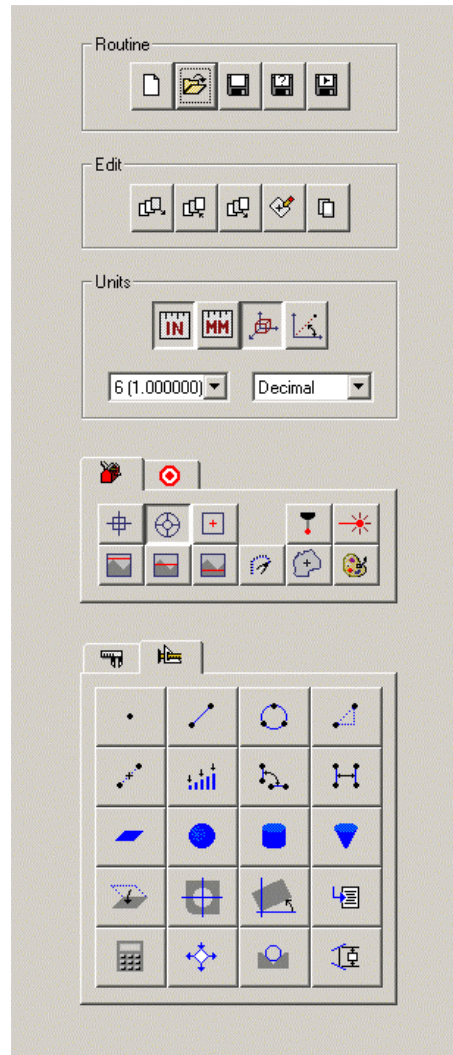 Routine
Edit
Units
IN MM
6 (1.000000) Decimal